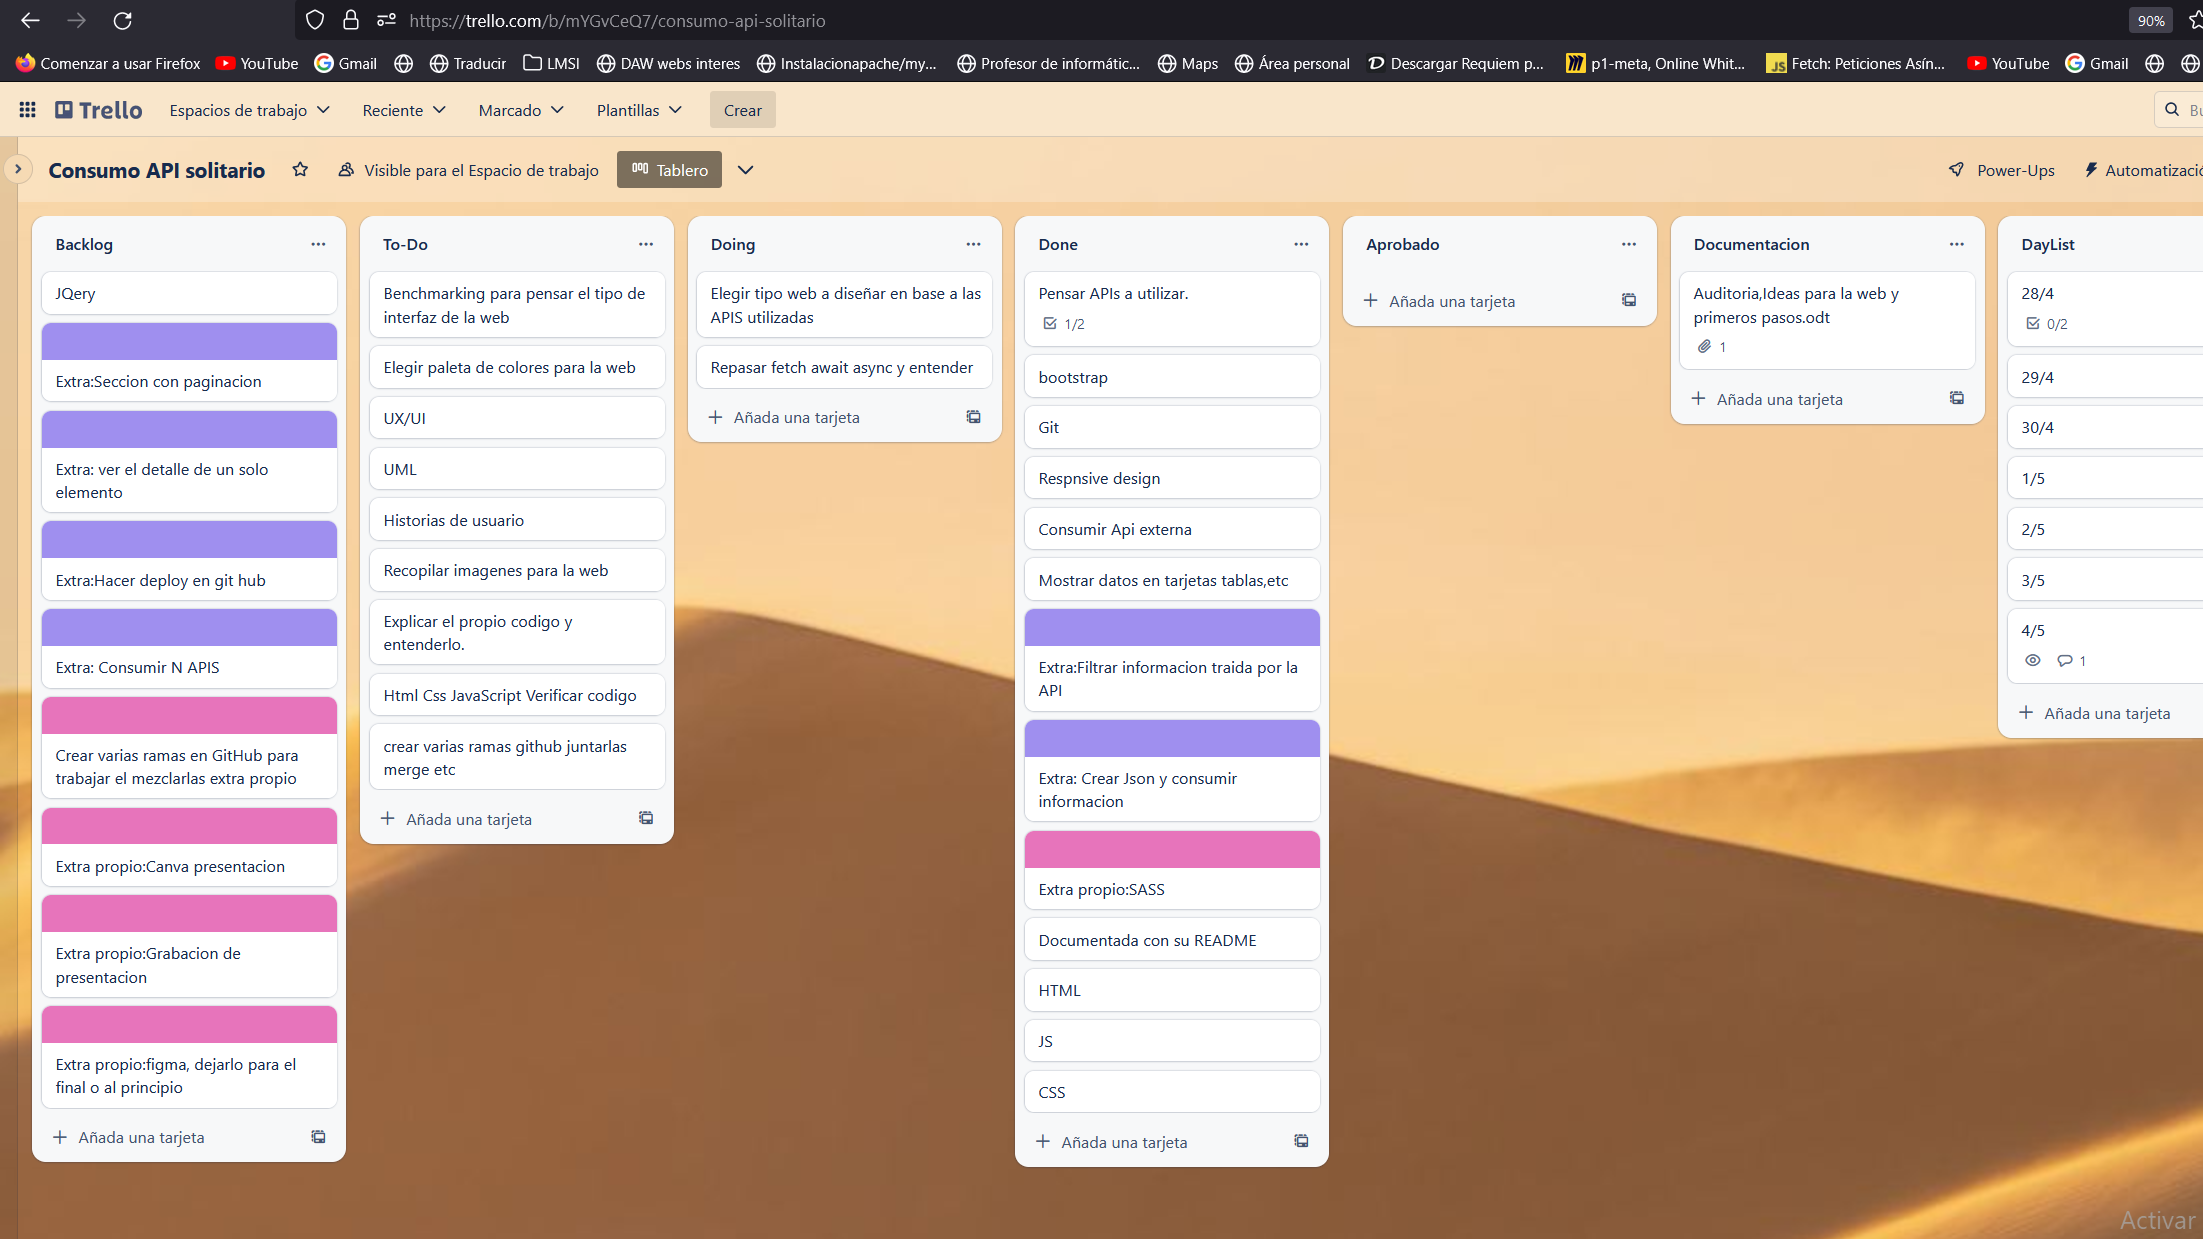 https://trello.com/b/mYGvCeQ7/consumo-api-solitario
90%
Comenzar a usar Firefox
YouTube
Gmail
Traducir
LMSI
DAW webs interes
Instalacionapache/my...
Profesor de informátic...
Maps
Área personal
Descargar Requiem p...
p1-meta, Online Whit...
Fetch: Peticiones Asín...
YouTube
Gmail
Trello
Espacios de trabajo
Reciente
Marcado
Plantillas
Crear
Consumo API solitario
Visible para el Espacio de trabajo
Tablero
Power-Ups
Backlog
JQery
Extra:Seccion con paginacion
Extra: ver el detalle de un solo
elemento
Extra:Hacer deploy en git hub
Extra: Consumir N APIS
Crear varias ramas en GitHub para
trabajar el mezclarlas extra propio
Extra propio:Canva presentacion
Extra propio:Grabacion de
presentacion
Extra propio:figma, dejarlo para el
final o al principio
Añada una tarjeta
To-Do
Benchmarking para pensar el tipo de
interfaz de la web
Elegir paleta de colores para la web
UX/UI
UML
Historias de usuario
Recopilar imagenes para la web
Explicar el propio codigo y
entenderlo.
Html Css JavaScript Verificar codigo
crear varias ramas github juntarlas
merge etc
Añada una tarjeta
Doing
Elegir tipo web a diseñar en base a las
APIS utilizadas
Repasar fetch await async y entender
Añada una tarjeta
Done
Pensar APIs a utilizar.
1/2
bootstrap
Git
Respnsive design
Consumir Api externa
Mostrar datos en tarjetas tablas,etc
Extra:Filtrar informacion traida por la
API
Extra: Crear Json y consumir
informacion
Extra propio:SASS
Documentada con su README
HTML
JS
CSS
Añada una tarjeta
Aprobado
Añada una tarjeta
Documentacion
Auditoria,Ideas para la web y
primeros pasos.odt
1
Añada una tarjeta
DayList
28/4
0/2
29/4
30/4
1/5
2/5
3/5
4/5
1
Añada una tarjeta
Activar